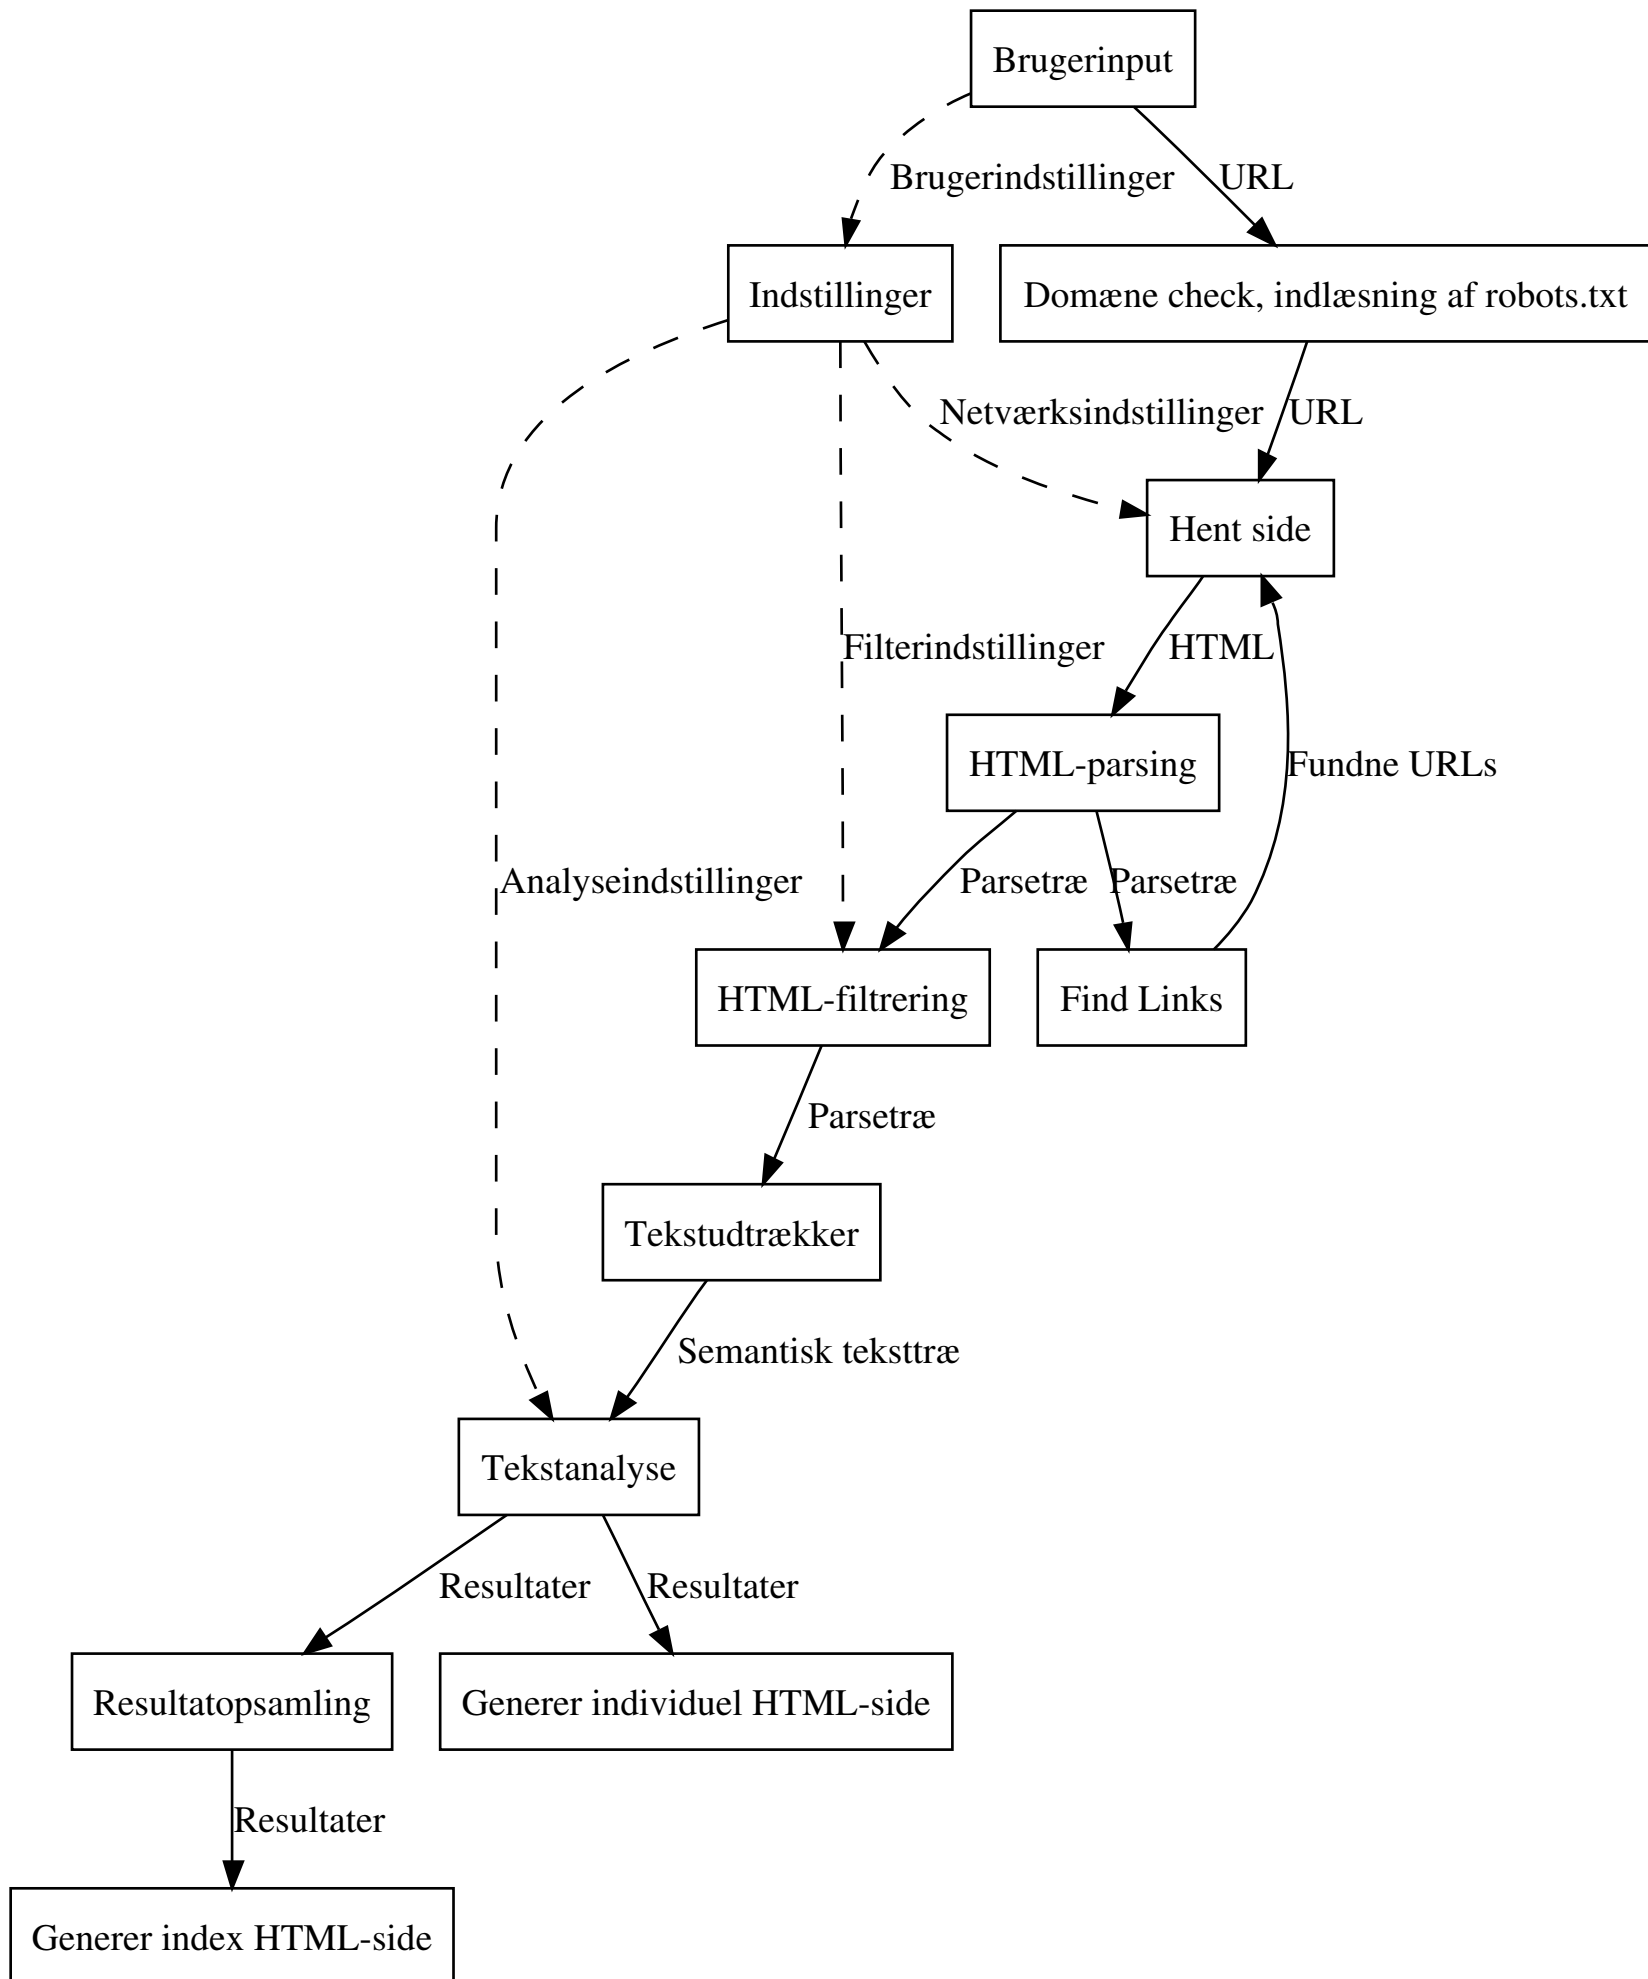 Brugerinput
Brugerindstillinger
URL
Indstillinger
Domæne check, indlæsning af robots.txt
Netværksindstillinger
URL
Hent side
Filterindstillinger
HTML
HTML-parsing
Fundne URLs
Analyseindstillinger
Parsetræ
Parsetræ
HTML-filtrering
Find Links
Parsetræ
Tekstudtrækker
Semantisk teksttræ
Tekstanalyse
Resultater
Resultater
Resultatopsamling
Generer individuel HTML-side
Resultater
Generer index HTML-side